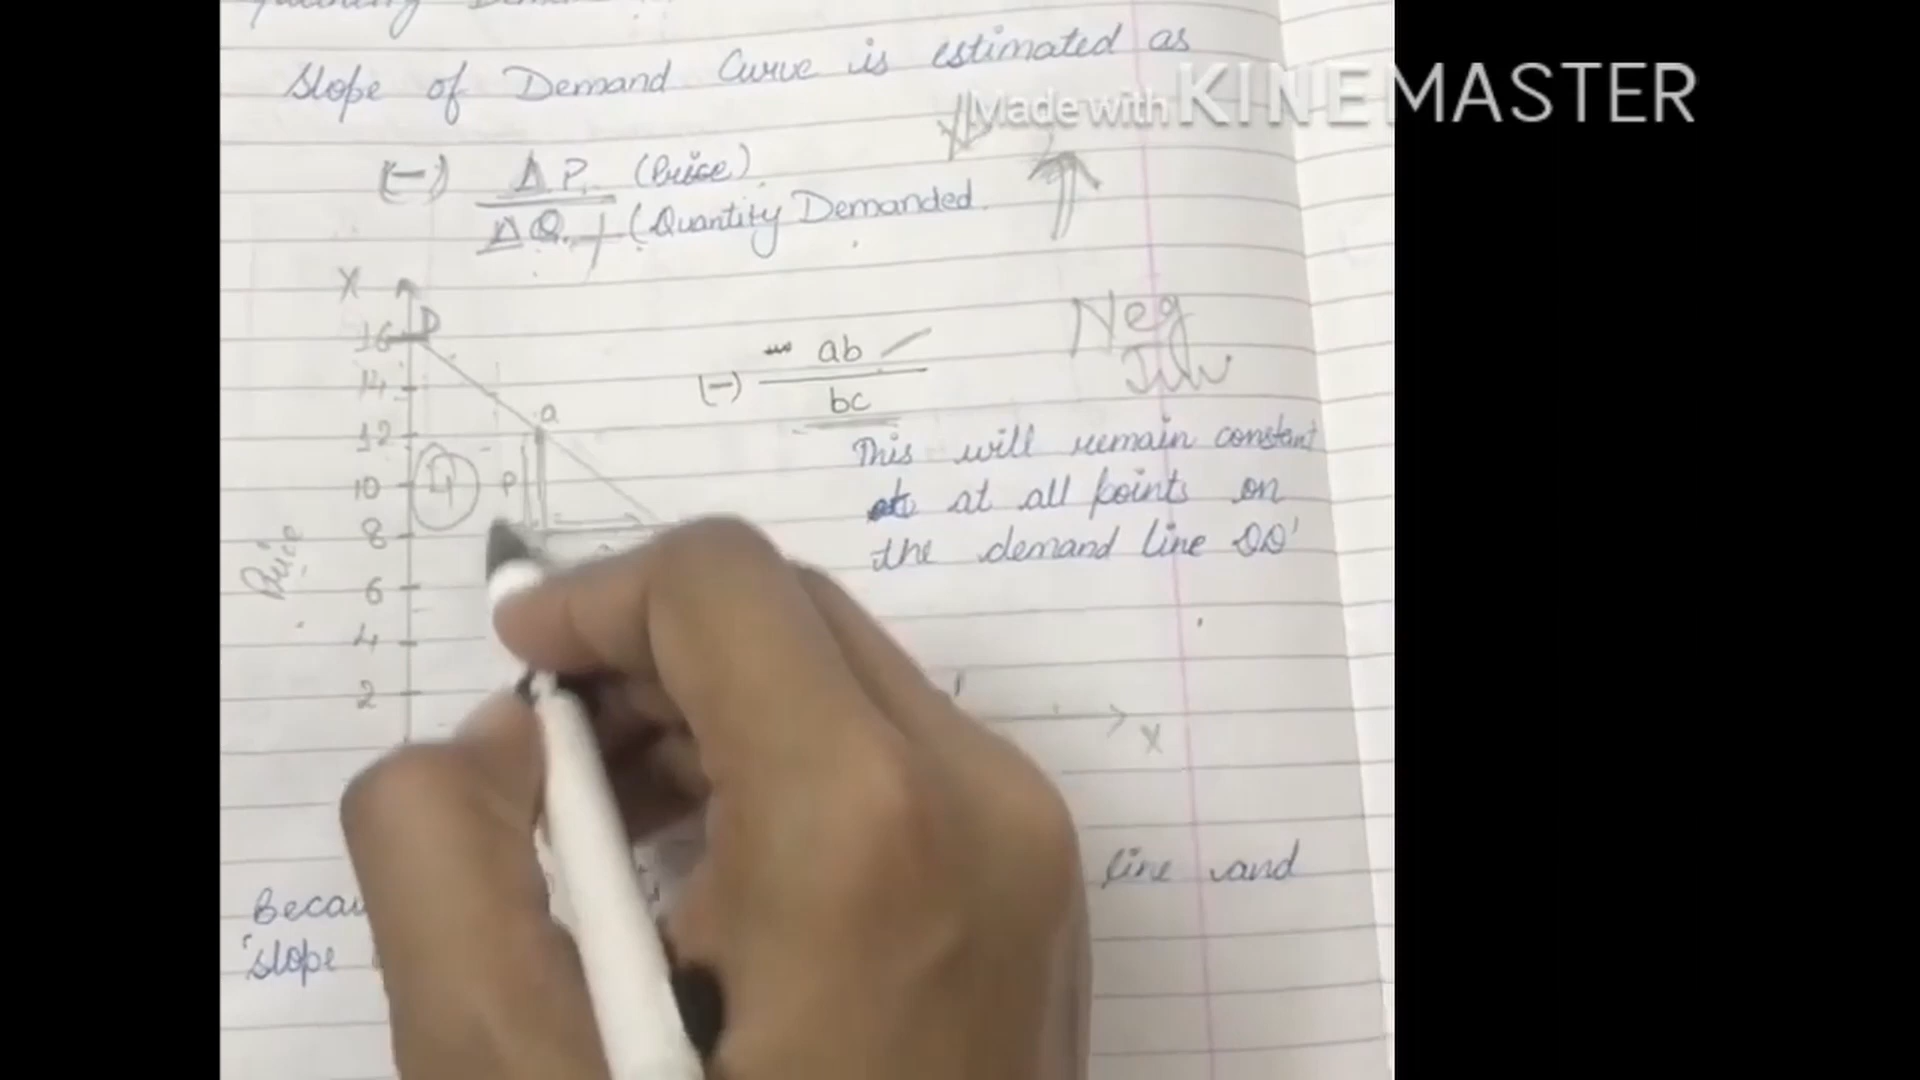 Slope of Demand Curve is estimated as
Made with KINEMASTER
(-) ΔP (Price)
ΔQ (Quantity Demanded
X
16 D
14
12 a
10 4 P
8
6
4
2
Price
(-) ab
bc
Neg
This will remain constant
at all points on
the demand line DD'
X
line and
slope